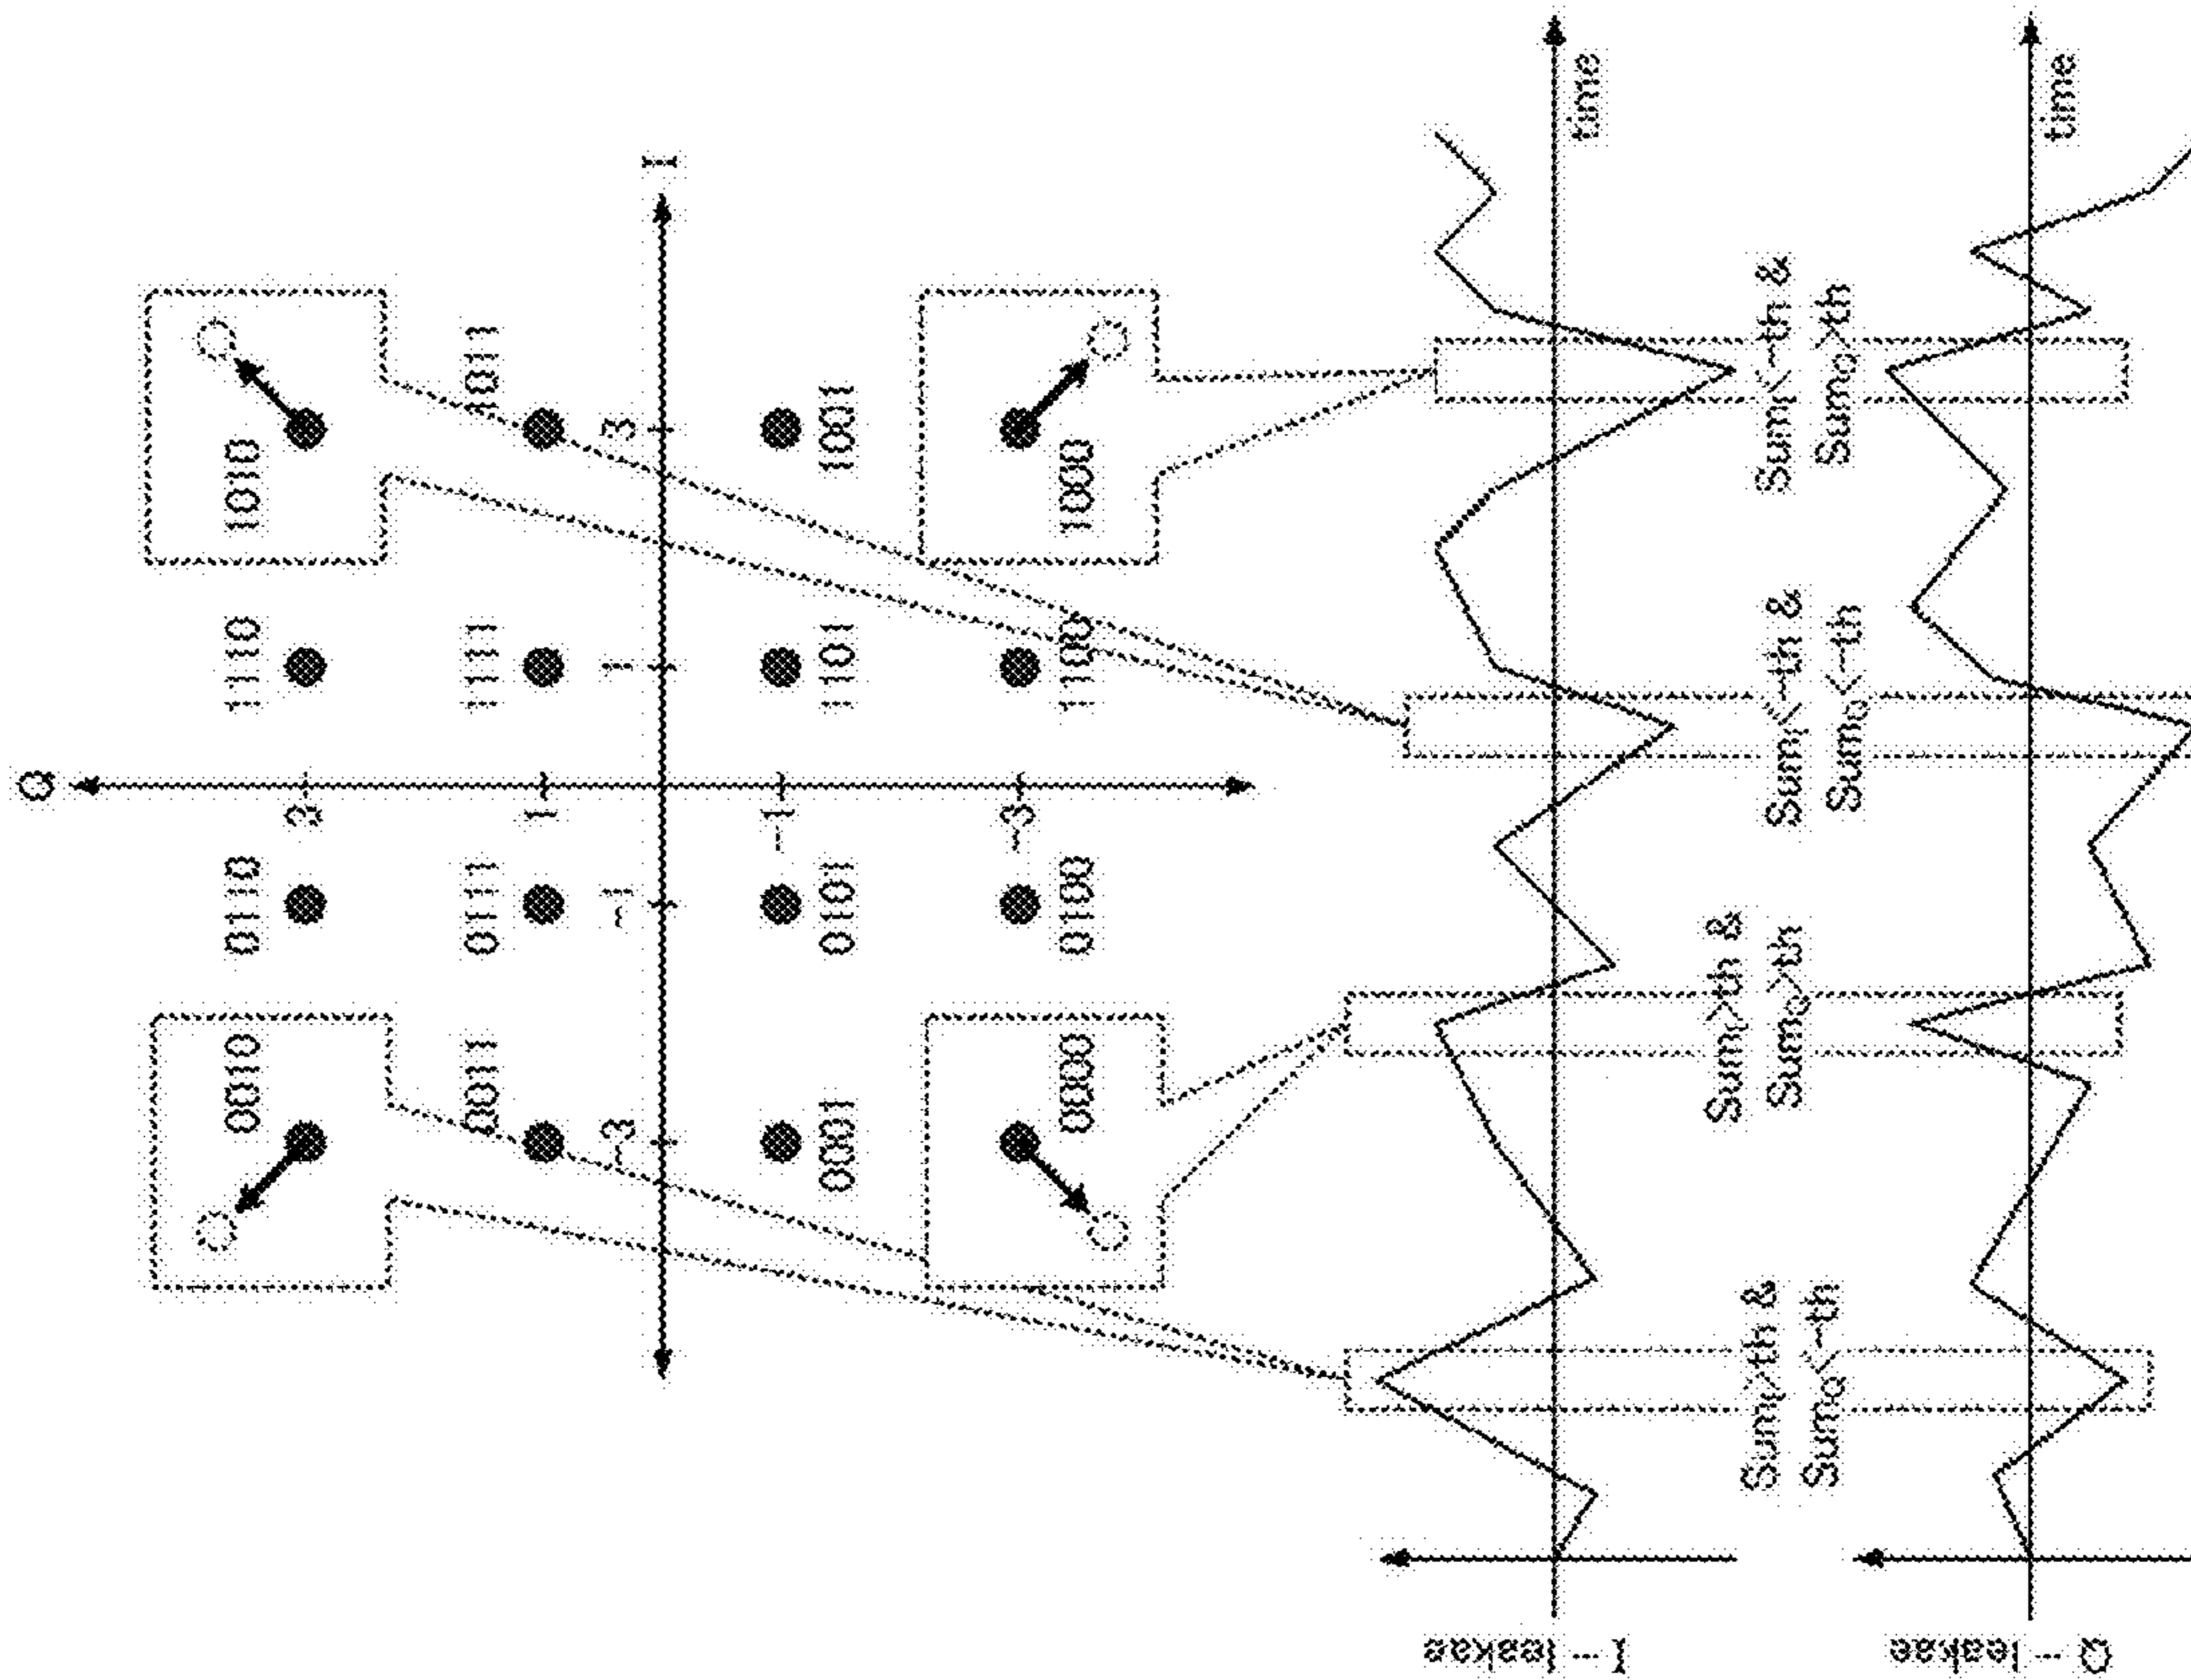 Q
0010 0110 1110 1010
3
0011 0111 1111 1011
1
-3 -1 1 3 I
-1
0001 0101 1101 1001
-3
0000 0100 1100 1000
I-leakae
time
Sum_I>th &
Sum_Q<-th
Sum_I>th &
Sum_Q>th
Sum_I<-th &
Sum_Q<-th
Sum_I<-th &
Sum_Q>th
Q-leakae
time